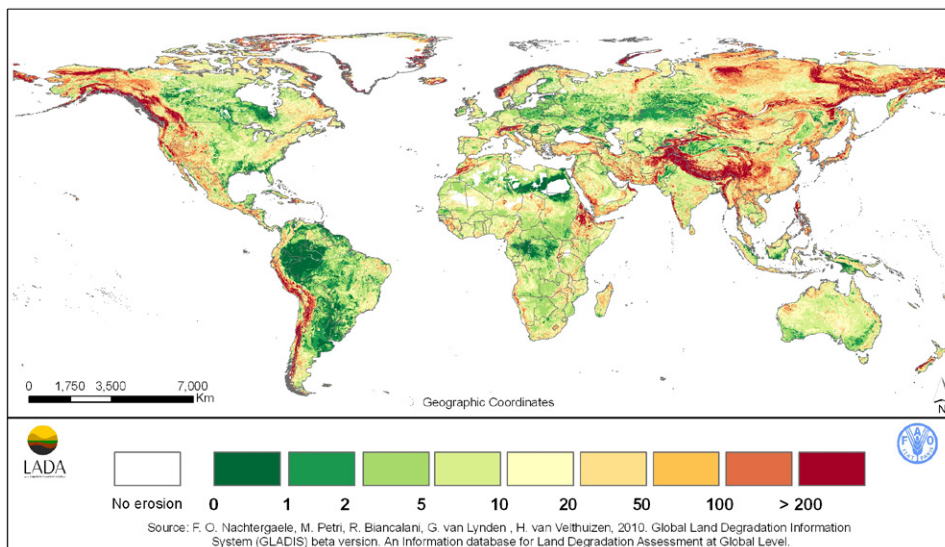 0 1,750 3,500 7,000
Km
Geographic Coordinates
N
LADA
FAO
No erosion 0 1 2 5 10 20 50 100 > 200
Source: F. O. Nachtergaele, M. Petri, R. Biancalani, G. van Lynden , H. van Velthuizen, 2010. Global Land Degradation Information
System (GLADIS) beta version. An Information database for Land Degradation Assessment at Global Level.